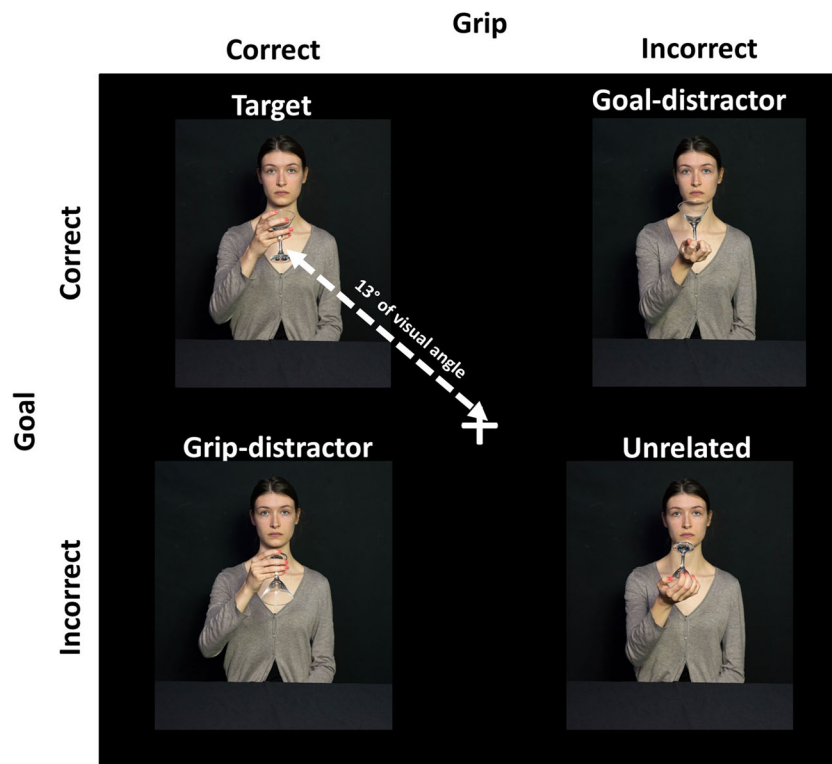 Grip
Correct
Incorrect
Target
Goal-distractor
Correct
13° of visual angle
Goal
Grip-distractor
Unrelated
Incorrect